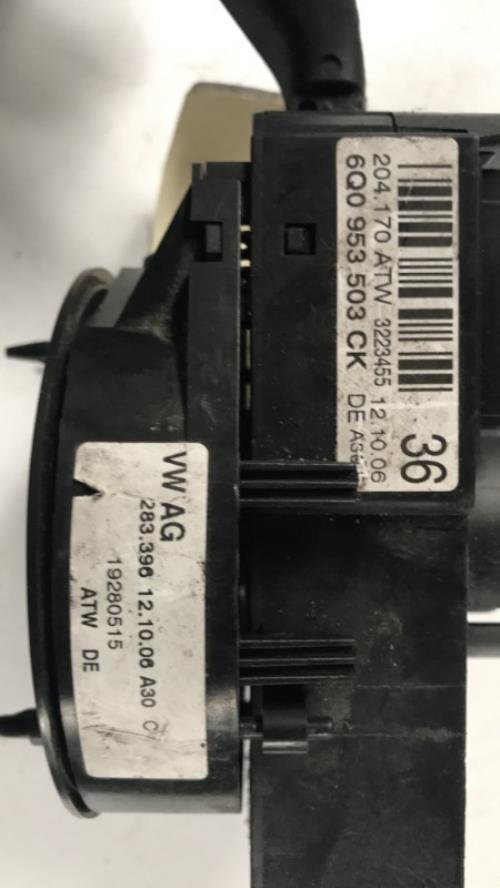 36
204.170 ATW 3223455 12.10.06
6Q0 953 503 CK DE
VW AG
283.396 12.10.06 A30 C
19280515
ATW DE